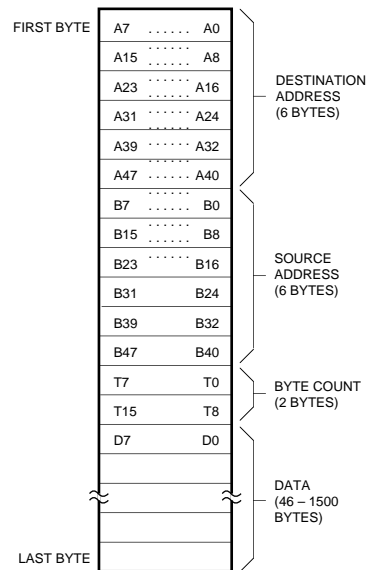 FIRST BYTE
A7 ...... A0
A15 ...... A8
A23 ...... A16
A31 ...... A24
A39 ...... A32
A47 ...... A40
DESTINATION
ADDRESS
(6 BYTES)
B7 ...... B0
B15 ...... B8
B23 ...... B16
B31 B24
B39 B32
B47 B40
SOURCE
ADDRESS
(6 BYTES)
T7 T0
T15 T8
BYTE COUNT
(2 BYTES)
D7 D0
DATA
(46 – 1500
BYTES)
LAST BYTE